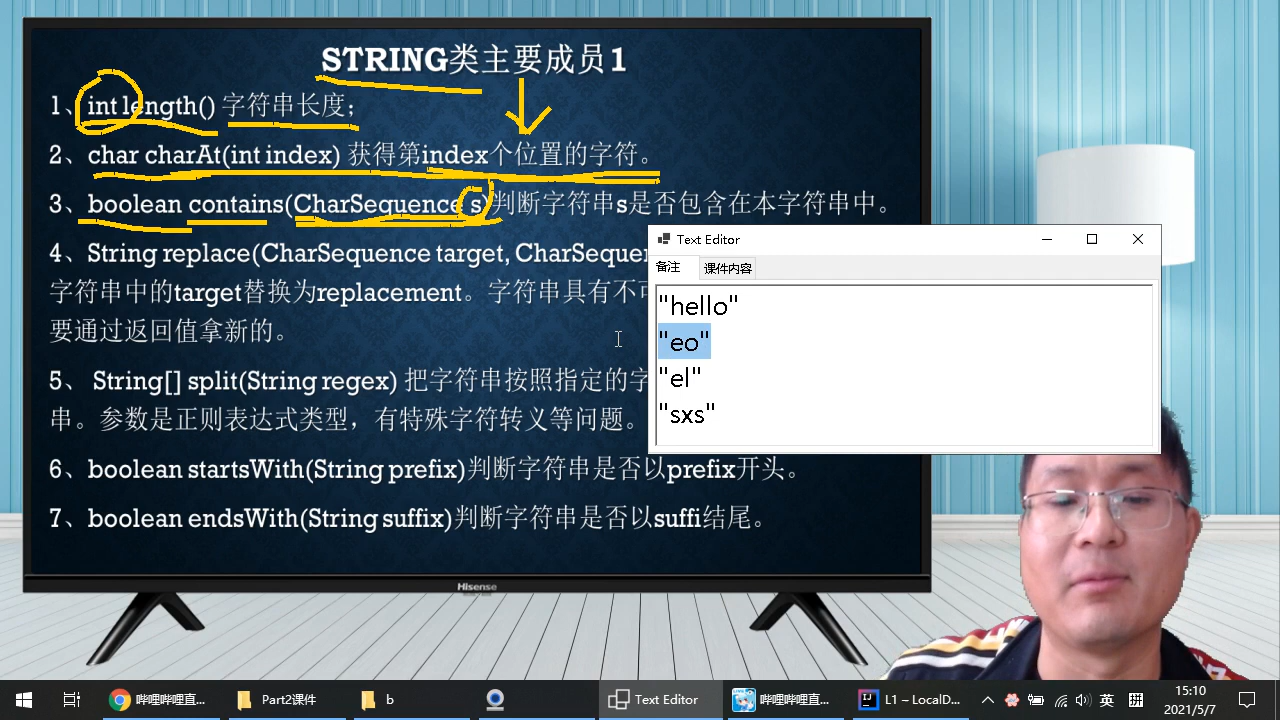 STRING类主要成员1
1、int length() 字符串长度;
2、char charAt(int index) 获得第index个位置的字符。
3、boolean contains(CharSequence s)判断字符串s是否包含在本字符串中。
4、String replace(CharSequence target, CharSequer
字符串中的target替换为replacement。字符串具有不可
要通过返回值拿新的。
5、 String[] split(String regex) 把字符串按照指定的字
串。参数是正则表达式类型，有特殊字符转义等问题。
6、boolean startsWith(String prefix)判断字符串是否以prefix开头。
7、boolean endsWith(String suffix)判断字符串是否以suffi结尾。
Hisense
Text Editor
备注 课件内容
"hello"
"eo"
"el"
"sxs"
哔哩哔哩直... Part2课件 b Text Editor 哔哩哔哩直... L1 – LocalD... 英 拼 15:10
2021/5/7